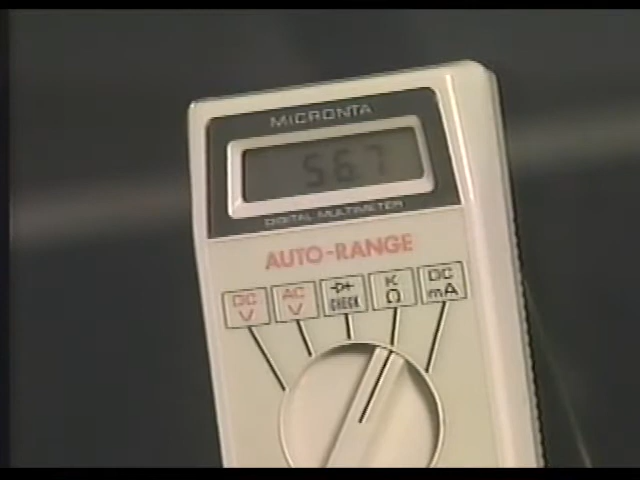 MICRONTA
567
DIGITAL MULTIMETER
AUTO-RANGE
DC V
AC V
CHECK
K Ω
DC mA